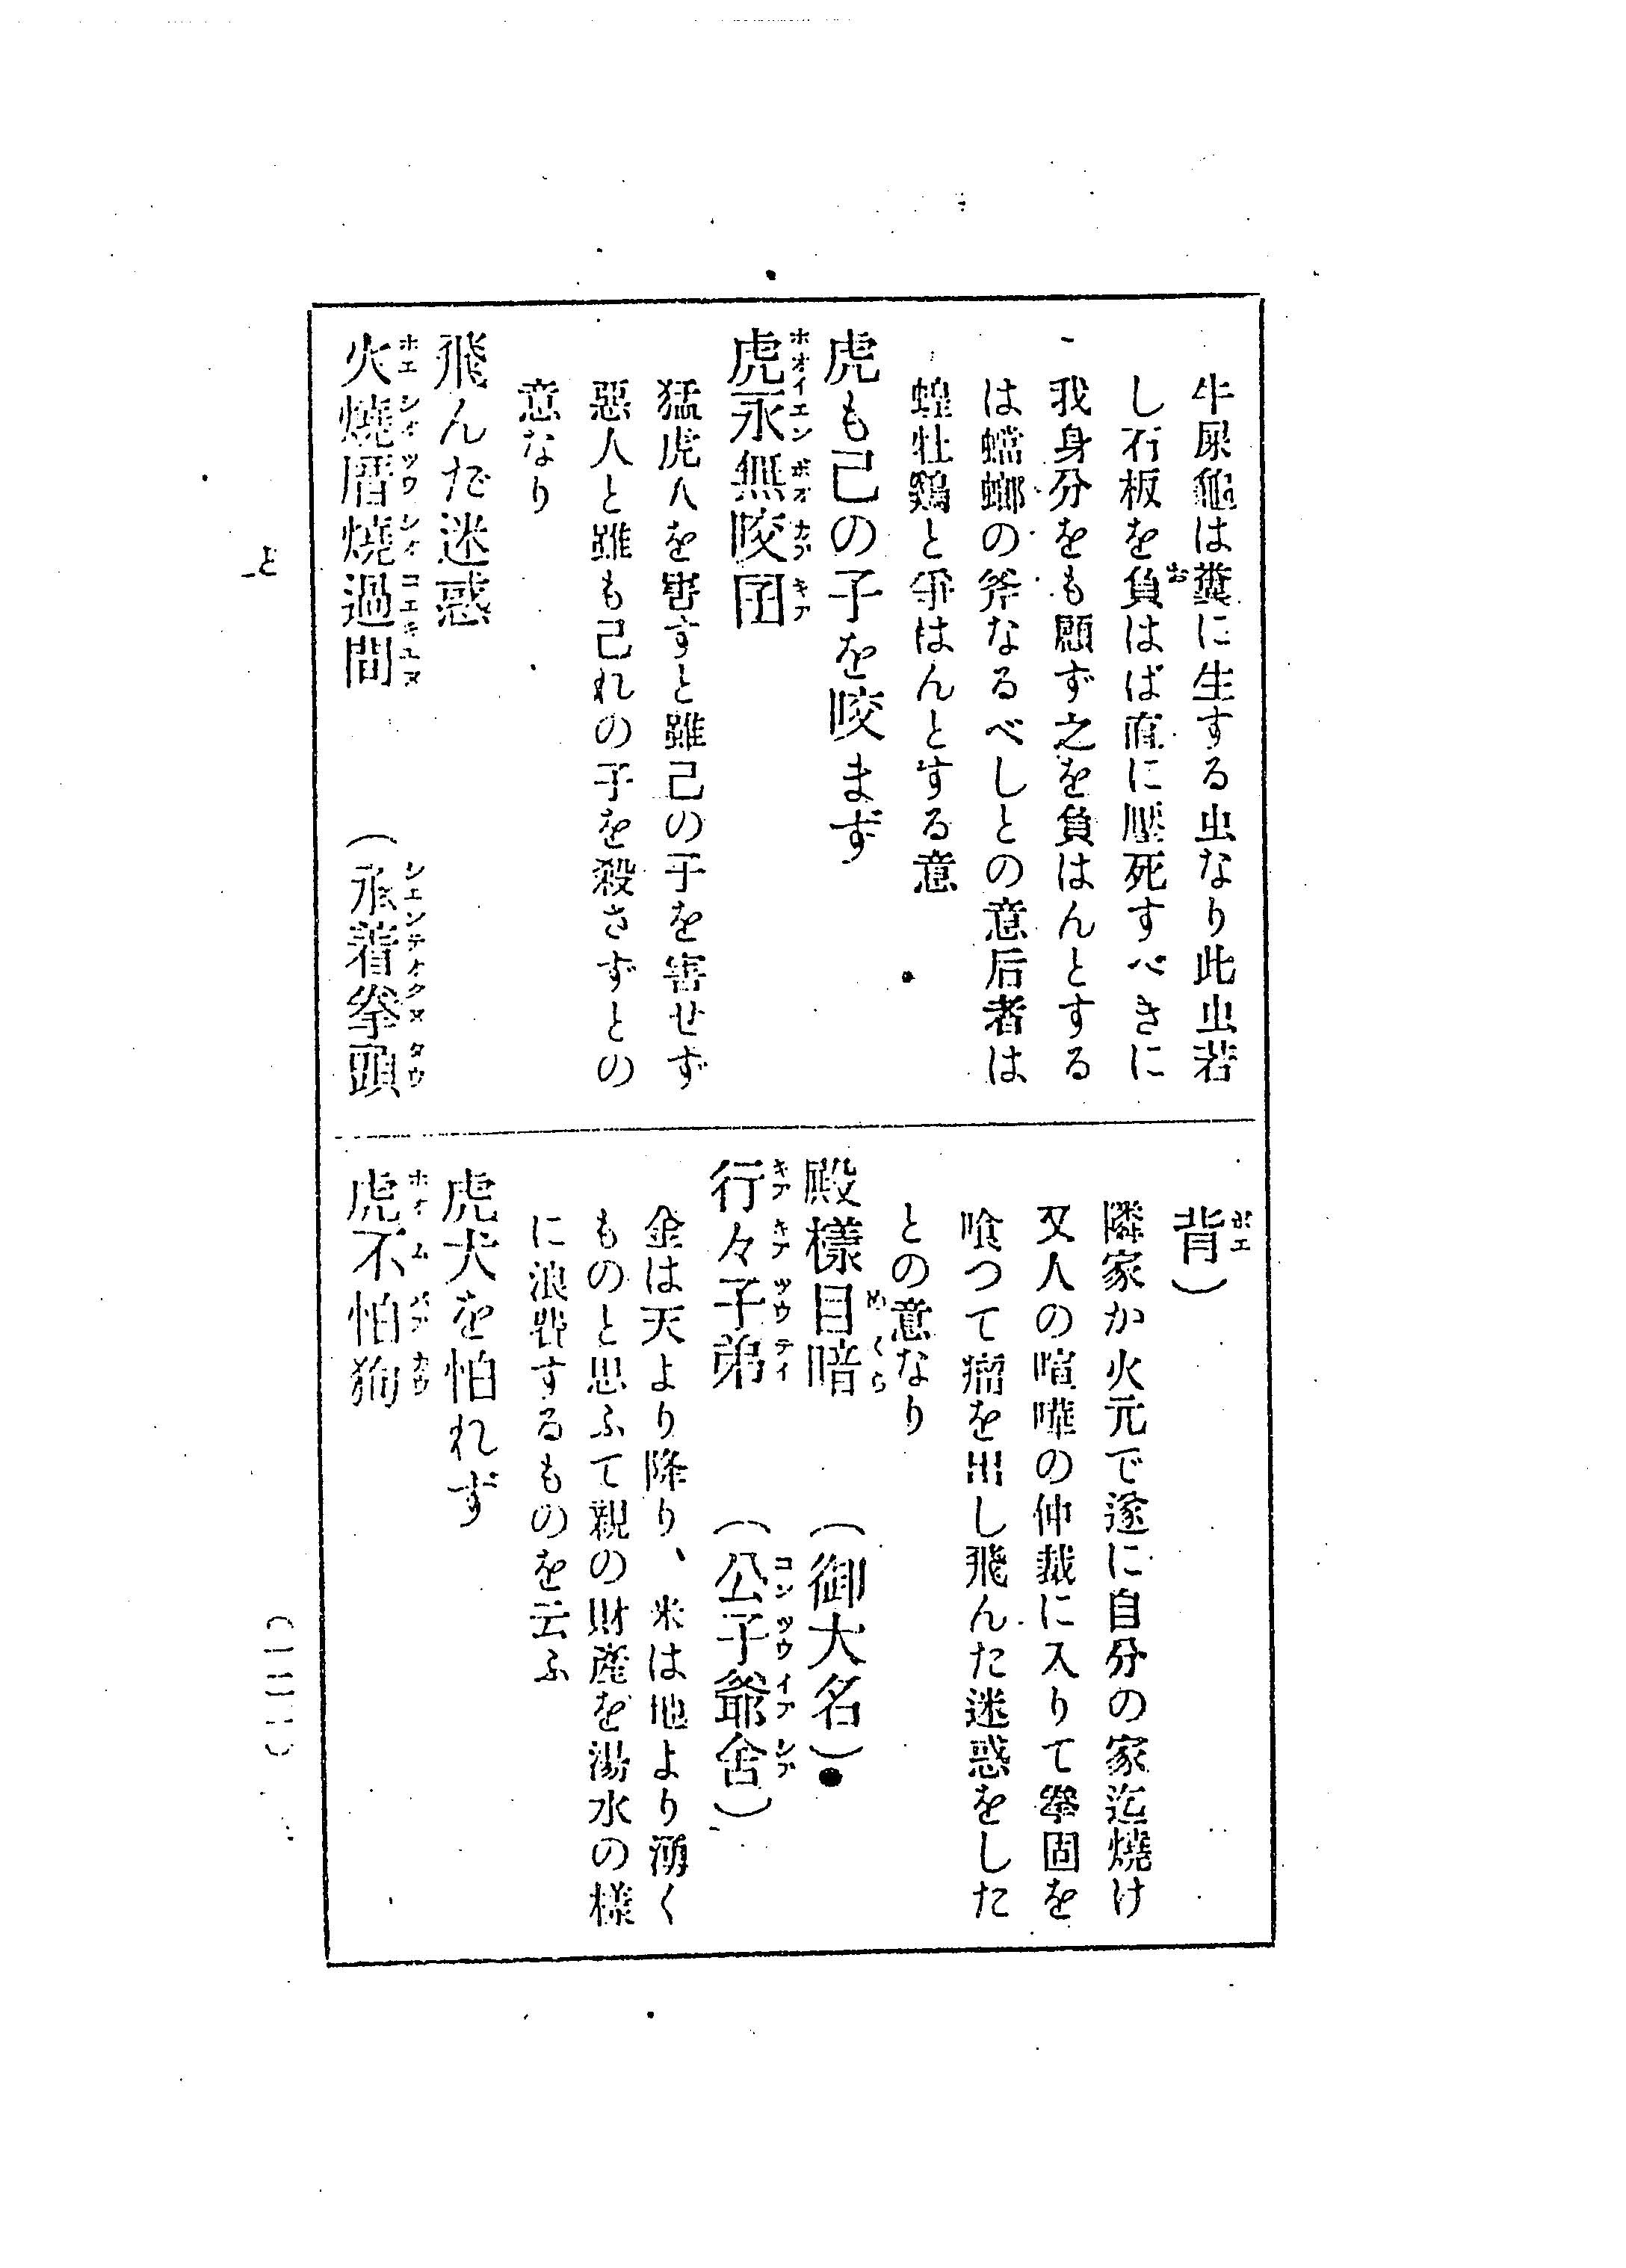 牛屎龜は糞に生する虫なり此虫若
し石板を負はば直に壓死すべきに
我身分をも顧ず之を負はんとする
は蟷螂の斧なるべしとの意后者は
蝗牡鷄と爭はんとする意
虎も己の子を咬まず
虎永無咬囝
猛虎人を害すと雖己の子を害せず
惡人と雖も己れの子を殺さずとの
意なり
飛んだ迷惑
火燒厝燒過間 (承着拳頭
背)
隣家か火元で遂に自分の家迄燒け
又人の喧嘩の仲裁に入りて拳固を
喰つて瘤を出し飛んた迷惑をした
との意なり
殿樣目暗 (御大名)
行々子弟 (公子爺舍)
金は天より降り、米は地より湧く
ものと思ふて親の財産を湯水の樣
に浪費するものを云ふ
虎犬を怕れず
虎不怕狗
と